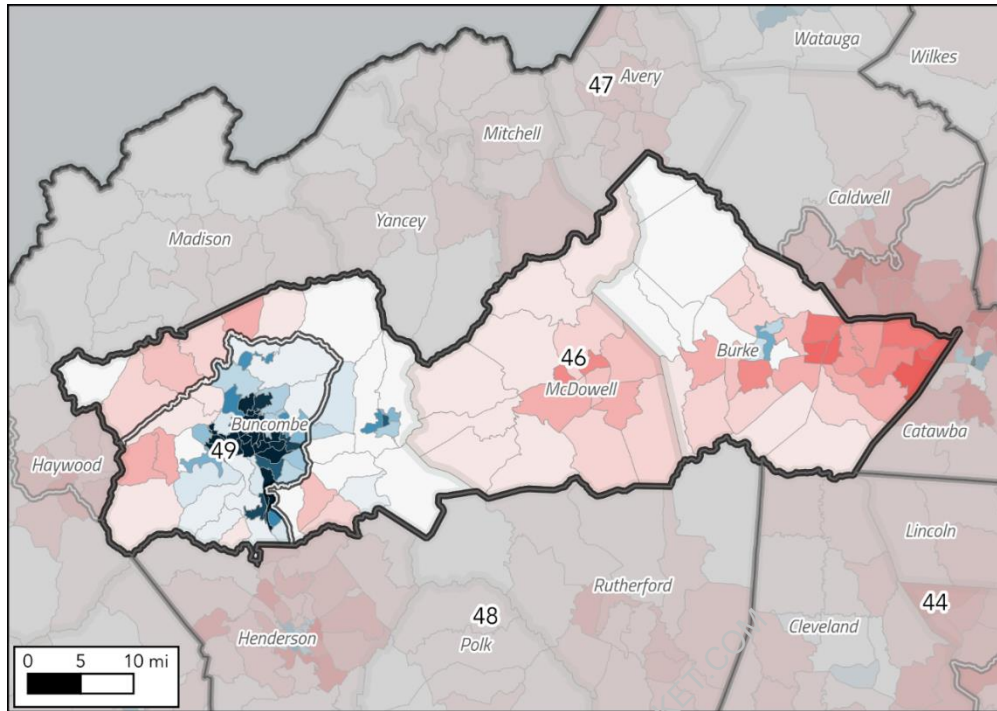 Watauga
Wilkes
47
Avery
Mitchell
Caldwell
Yancey
Madison
46
McDowell
Burke
Buncombe
49
Haywood
Catawba
Lincoln
Rutherford
48
44
Henderson
Polk
Cleveland
0 5 10 mi